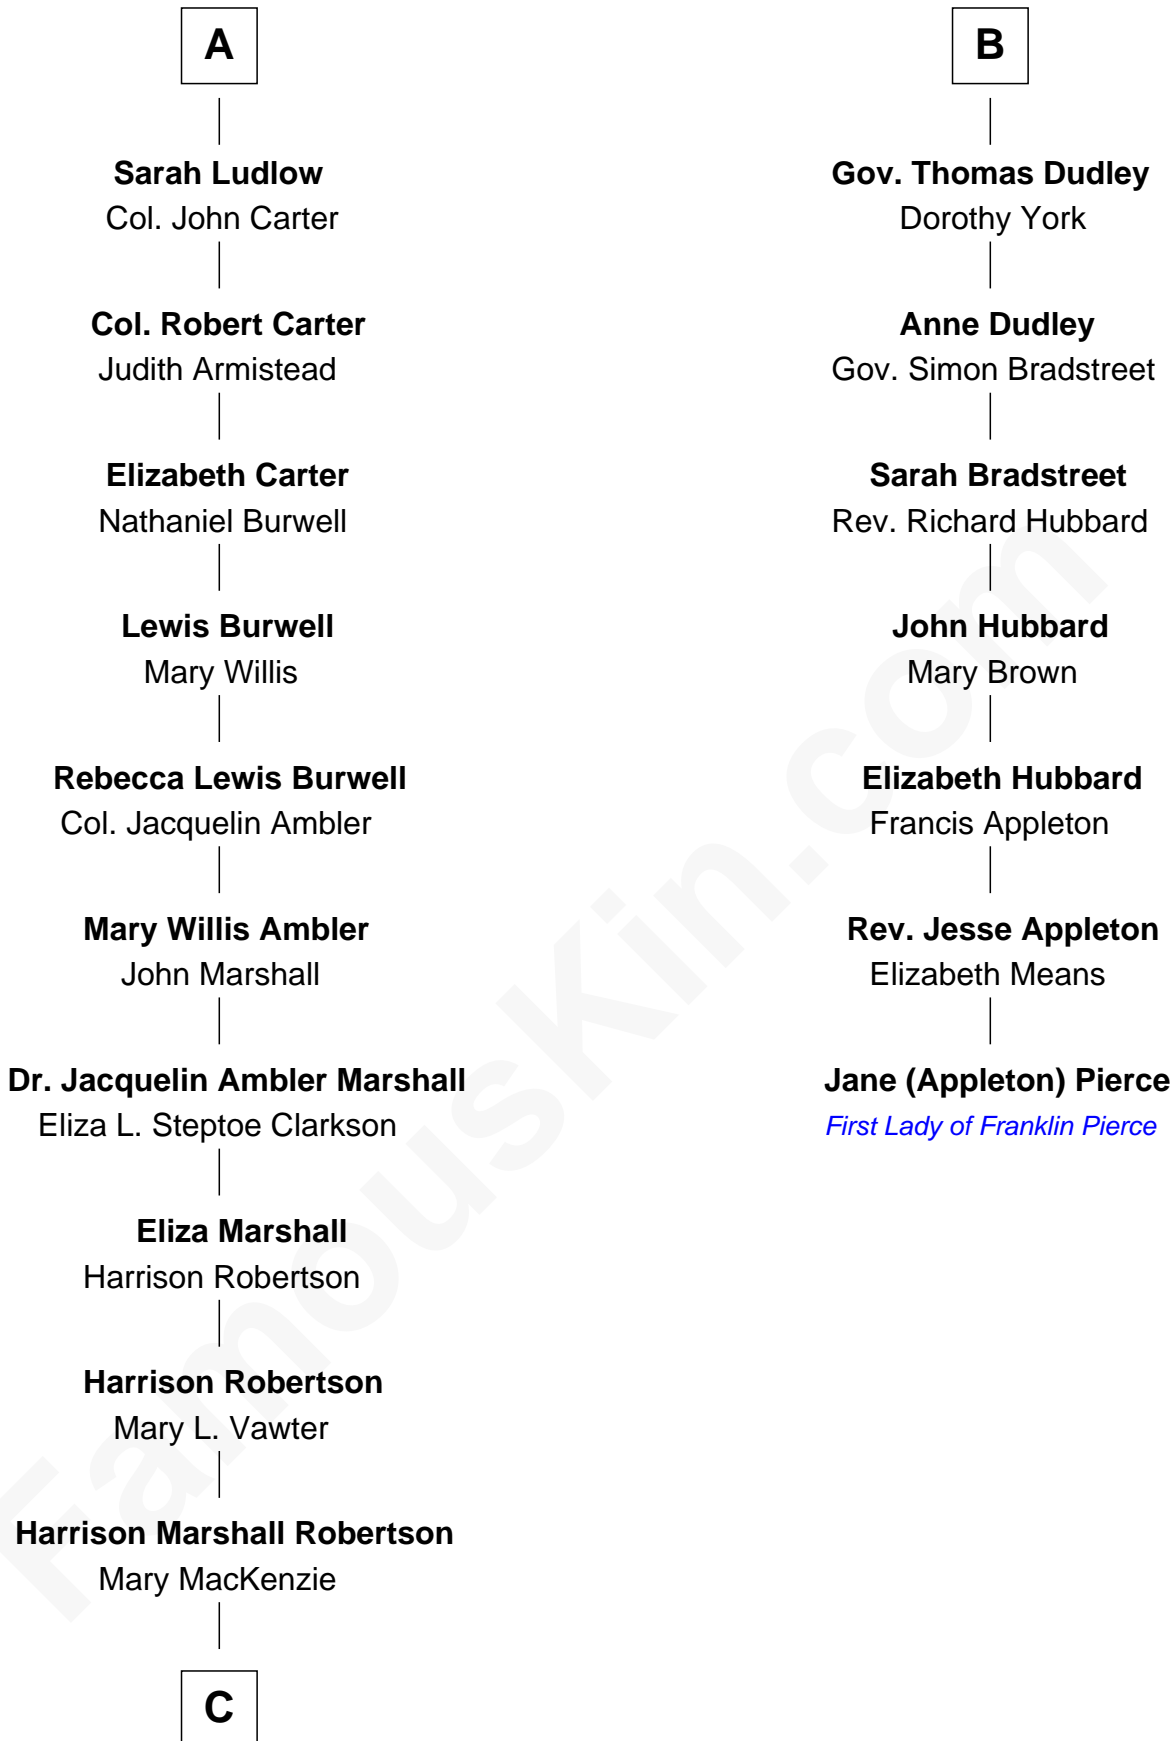 A
Sarah Ludlow
Col. John Carter
Col. Robert Carter
Judith Armistead
Elizabeth Carter
Nathaniel Burwell
Lewis Burwell
Mary Willis
Rebecca Lewis Burwell
Col. Jacquelin Ambler
Mary Willis Ambler
John Marshall
Dr. Jacquelin Ambler Marshall
Eliza L. Steptoe Clarkson
Eliza Marshall
Harrison Robertson
Harrison Robertson
Mary L. Vawter
Harrison Marshall Robertson
Mary MacKenzie
C
B
Gov. Thomas Dudley
Dorothy York
Anne Dudley
Gov. Simon Bradstreet
Sarah Bradstreet
Rev. Richard Hubbard
John Hubbard
Mary Brown
Elizabeth Hubbard
Francis Appleton
Rev. Jesse Appleton
Elizabeth Means
Jane (Appleton) Pierce
First Lady of Franklin Pierce
FamousKin.com